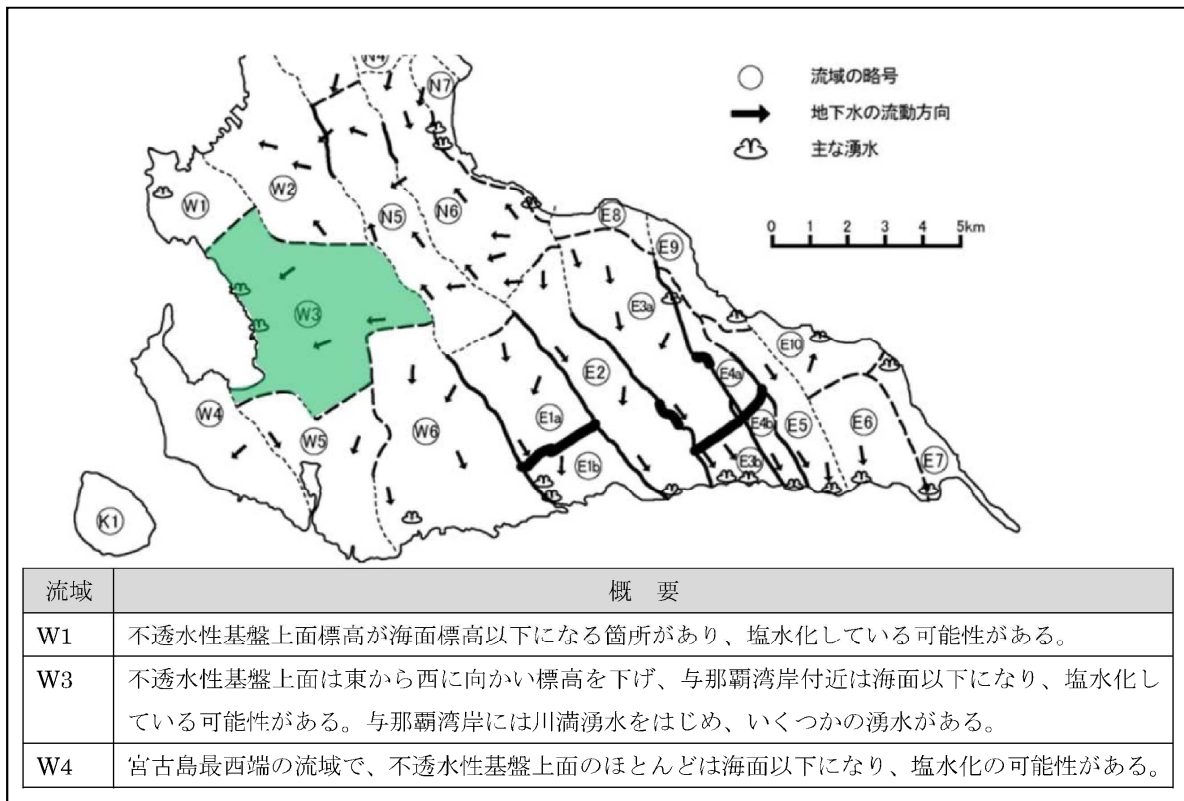 N4
N7
流域の略号
地下水の流動方向
主な湧水
W1
W2
N5
N6
E8
E9
0 1 2 3 4 5km
W3
E3a
E10
W4
W5
W6
E1a
E1b
E2
E4a
E4b
E3b
E5
E6
E7
K1
流域 概 要
W1 不透水性基盤上面標高が海面標高以下になる箇所があり、塩水化している可能性がある。
W3 不透水性基盤上面は東から西に向かい標高を下げ、与那覇湾岸付近は海面以下になり、塩水化し
ている可能性がある。与那覇湾岸には川満湧水をはじめ、いくつかの湧水がある。
W4 宮古島最西端の流域で、不透水性基盤上面のほとんどは海面以下になり、塩水化の可能性がある。